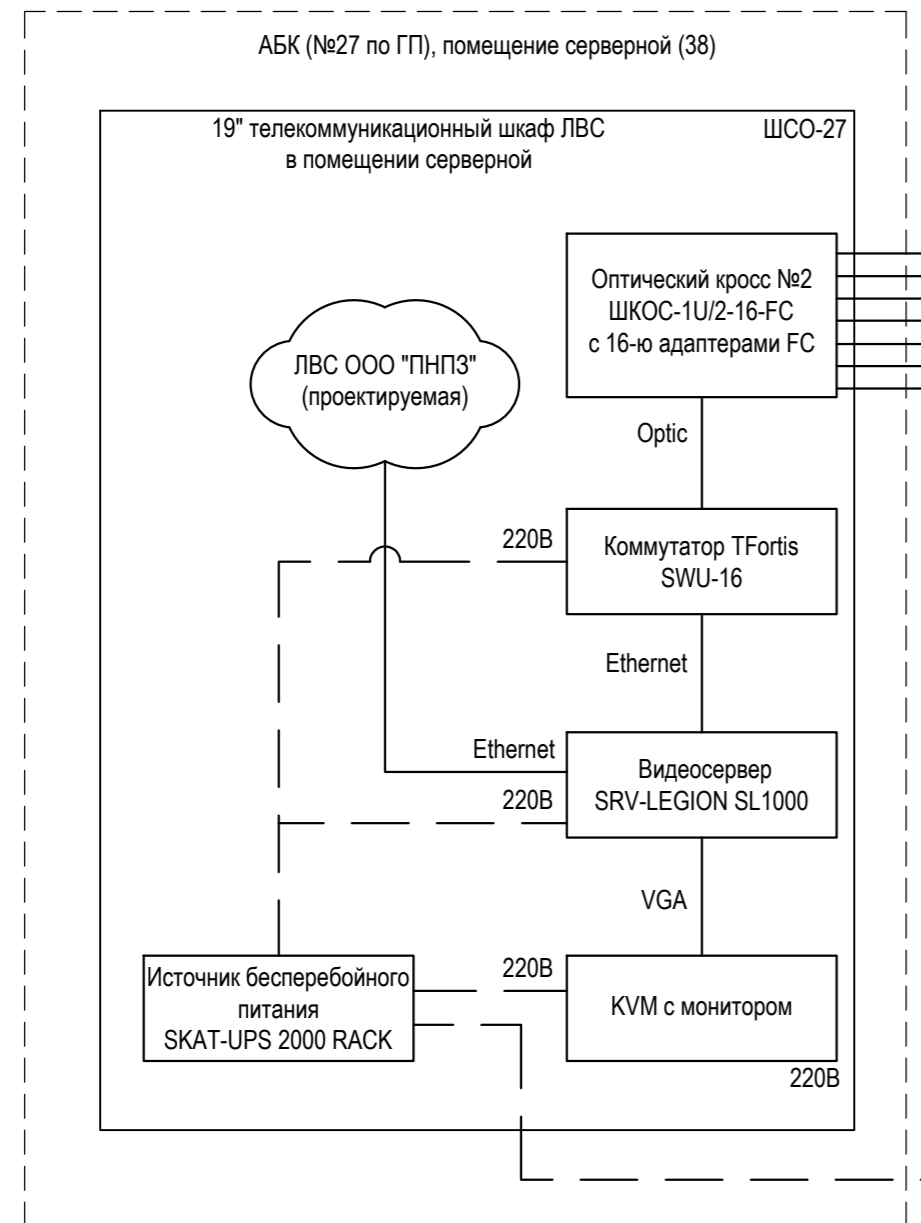 АБК (№27 по ГП), помещение серверной (38)
19" телекоммуникационный шкаф ЛВС
в помещении серверной
ШСО-27
Оптический кросс №2
ШКОС-1U/2-16-FC
с 16-ю адаптерами FC
ЛВС ООО "ПНПЗ"
(проектируемая)
Optic
220В
Коммутатор TFortis
SWU-16
Ethernet
Ethernet
220В
Видеосервер
SRV-LEGION SL1000
VGA
Источник бесперебойного
питания
SKAT-UPS 2000 RACK
220В
KVM с монитором
220В